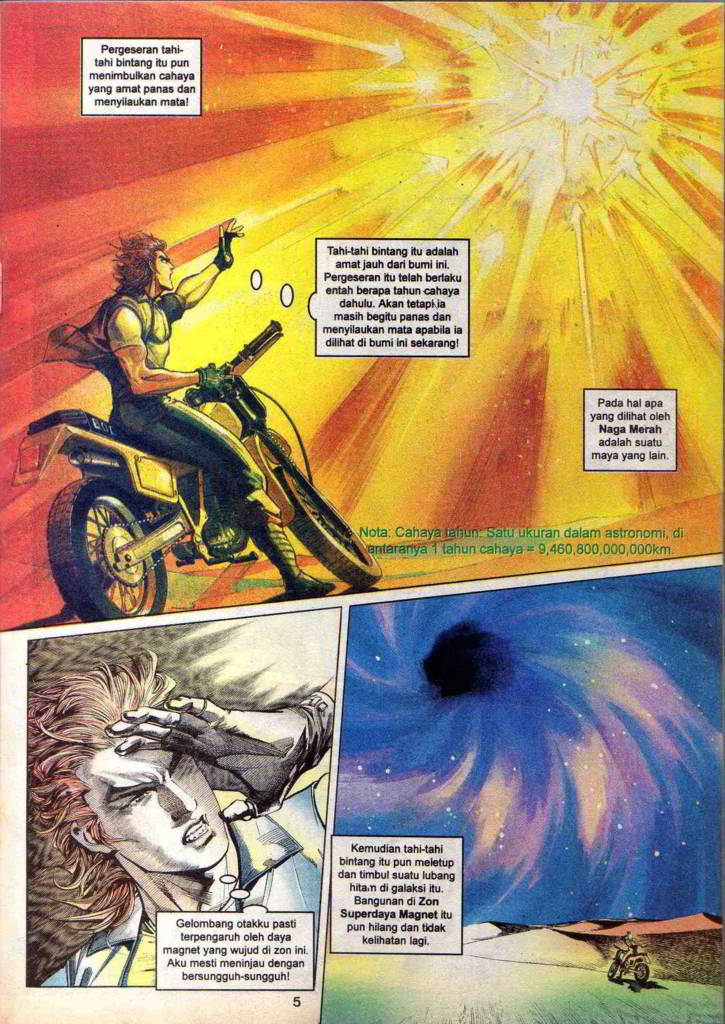 Pergeseran tahi-
tahi bintang itu pun
menimbulkan cahaya
yang amat panas dan
menyilaukan mata!
Tahi-tahi bintang itu adalah
amat jauh dari bumi ini.
Pergeseran itu telah berlaku
entah berapa tahun cahaya
dahulu. Akan tetapi ia
masih begitu panas dan
menyilaukan mata apabila ia
dilihat di bumi ini sekarang!
Pada hal apa
yang dilihat oleh
Naga Merah
adalah suatu
maya yang lain.
Nota: Cahaya tahun: Satu ukuran dalam astronomi, di
antaranya 1 tahun cahaya = 9,460,800,000,000km.
Gelombang otakku pasti
terpengaruh oleh daya
magnet yang wujud di zon ini.
Aku mesti meninjau dengan
bersungguh-sungguh!
Kemudian tahi-tahi
bintang itu pun meletup
dan timbul suatu lubang
hitam di galaksi itu.
Bangunan di Zon
Superdaya Magnet itu
pun hilang dan tidak
kelihatan lagi.
5